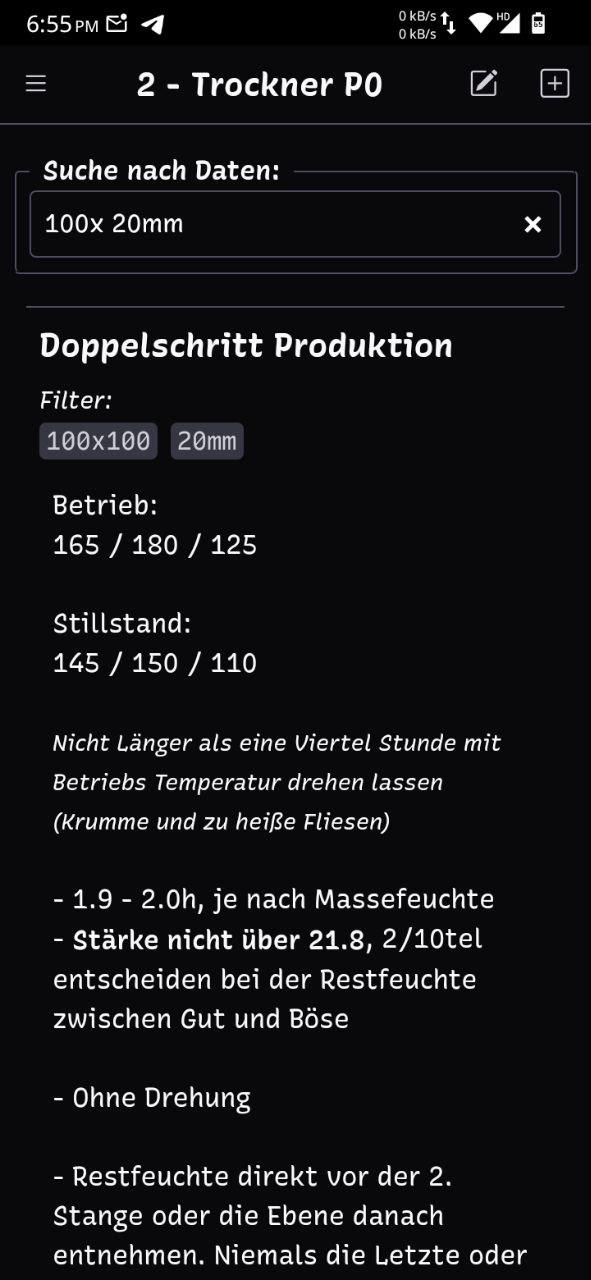 6:55 PM
0 kB/s
0 kB/s
HD
65
2 - Trockner P0
Suche nach Daten:
100x 20mm
Doppelschritt Produktion
Filter:
100x100 20mm
Betrieb:
165 / 180 / 125
Stillstand:
145 / 150 / 110
Nicht Länger als eine Viertel Stunde mit
Betriebs Temperatur drehen lassen
(Krumme und zu heiße Fliesen)
- 1.9 - 2.0h, je nach Massefeuchte
- Stärke nicht über 21.8, 2/10tel
entscheiden bei der Restfeuchte
zwischen Gut und Böse
- Ohne Drehung
- Restfeuchte direkt vor der 2.
Stange oder die Ebene danach
entnehmen. Niemals die Letzte oder